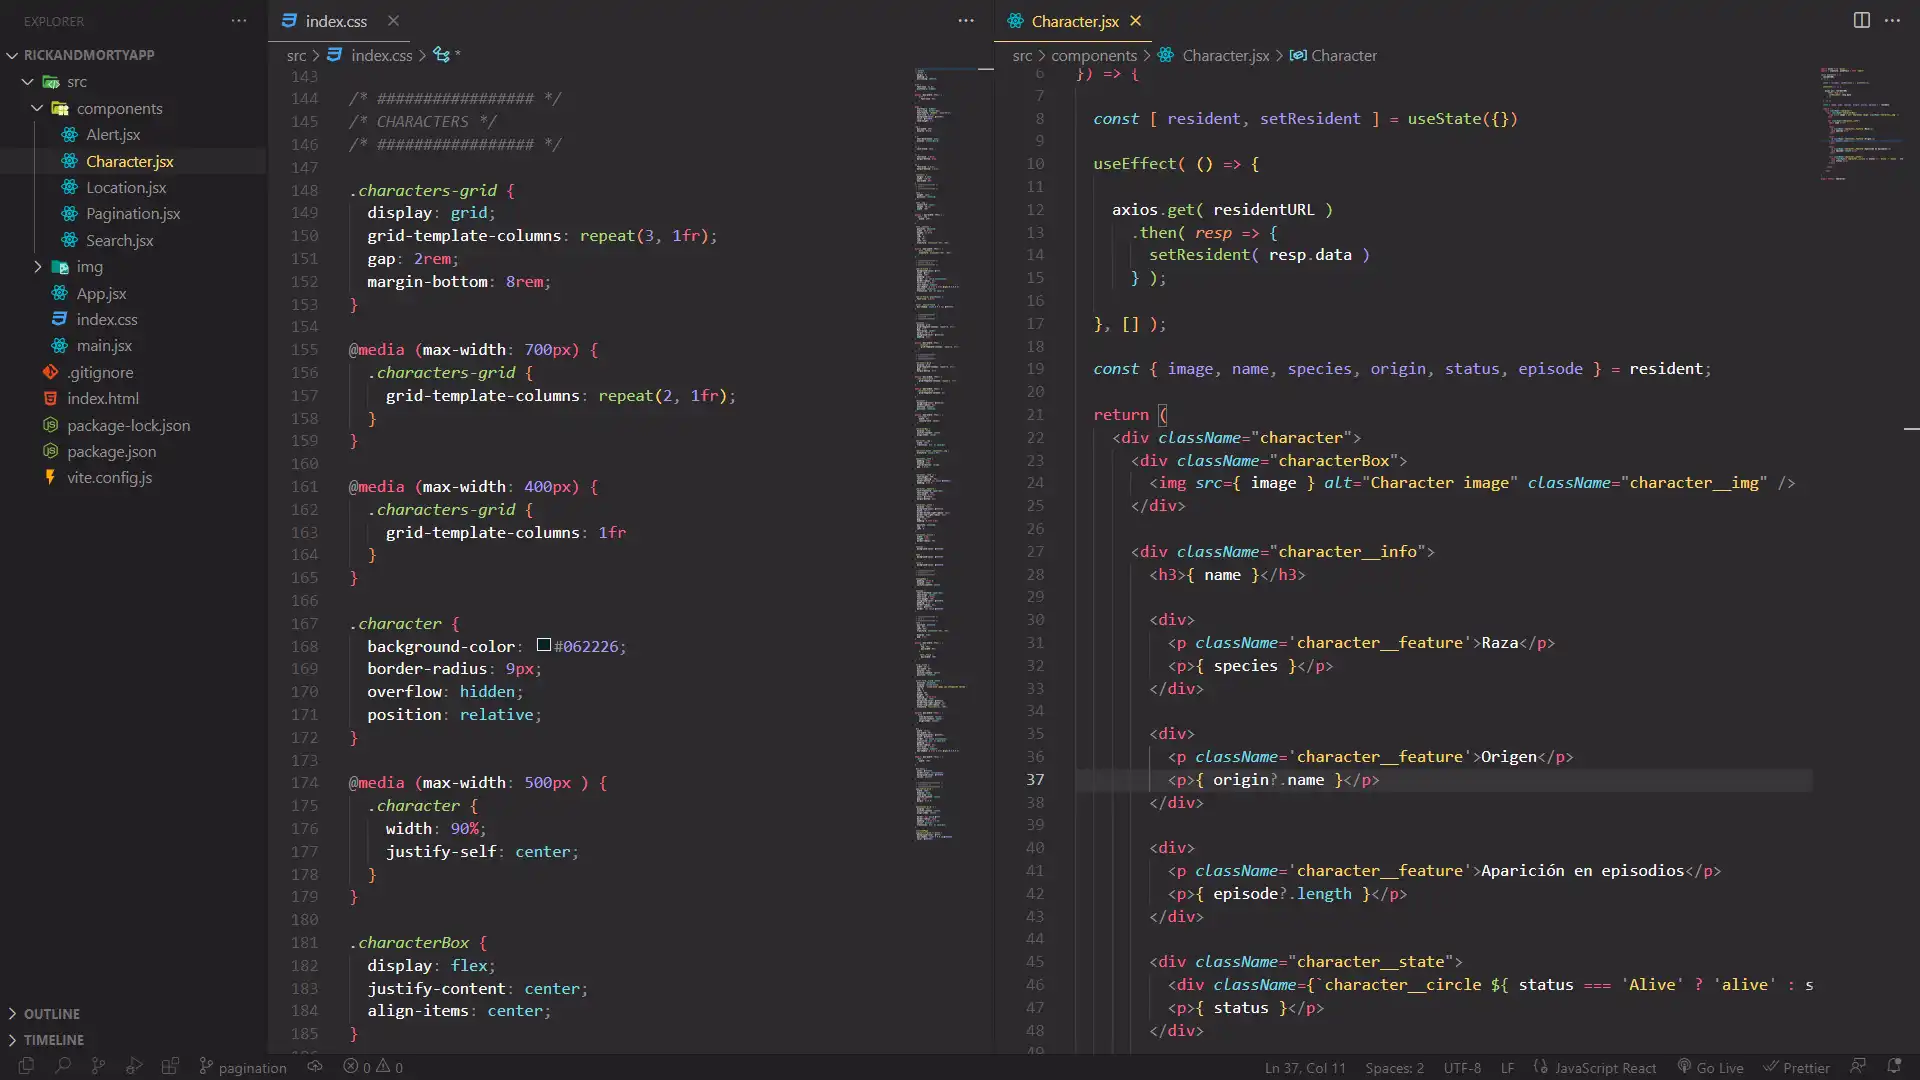 EXPLORER
RICKANDMORTYAPP
src
components
Alert.jsx
Character.jsx
Location.jsx
Pagination.jsx
Search.jsx
img
App.jsx
index.css
main.jsx
.gitignore
index.html
package-lock.json
package.json
vite.config.js
OUTLINE
TIMELINE
index.css
src > index.css > *
143
144 /* ################# */
145 /* CHARACTERS */
146 /* ################# */
147
148 .characters-grid {
149 display: grid;
150 grid-template-columns: repeat(3, 1fr);
151 gap: 2rem;
152 margin-bottom: 8rem;
153 }
154
155 @media (max-width: 700px) {
156 .characters-grid {
157 grid-template-columns: repeat(2, 1fr);
158 }
159 }
160
161 @media (max-width: 400px) {
162 .characters-grid {
163 grid-template-columns: 1fr
164 }
165 }
166
167 .character {
168 background-color: #062226;
169 border-radius: 9px;
170 overflow: hidden;
171 position: relative;
172 }
173
174 @media (max-width: 500px ) {
175 .character {
176 width: 90%;
177 justify-self: center;
178 }
179 }
180
181 .characterBox {
182 display: flex;
183 justify-content: center;
184 align-items: center;
185 }
Character.jsx
src > components > Character.jsx > Character
6 }) => {
7
8 const [ resident, setResident ] = useState({})
9
10 useEffect( () => {
11
12 axios.get( residentURL )
13 .then( resp => {
14 setResident( resp.data )
15 } );
16
17 }, [] );
18
19 const { image, name, species, origin, status, episode } = resident;
20
21 return (
22 <div className="character">
23 <div className="characterBox">
24 <img src={ image } alt="Character image" className="character__img" />
25 </div>
26
27 <div className="character__info">
28 <h3>{ name }</h3>
29
30 <div>
31 <p className='character__feature'>Raza</p>
32 <p>{ species }</p>
33 </div>
34
35 <div>
36 <p className='character__feature'>Origen</p>
37 <p>{ origin?.name }</p>
38 </div>
39
40 <div>
41 <p className='character__feature'>Aparición en episodios</p>
42 <p>{ episode?.length }</p>
43 </div>
44
45 <div className="character__state">
46 <div className={`character__circle ${ status === 'Alive' ? 'alive' : s
47 <p>{ status }</p>
48 </div>
49
pagination
0 0
Ln 37, Col 11
Spaces: 2
UTF-8
LF
JavaScript React
Go Live
Prettier